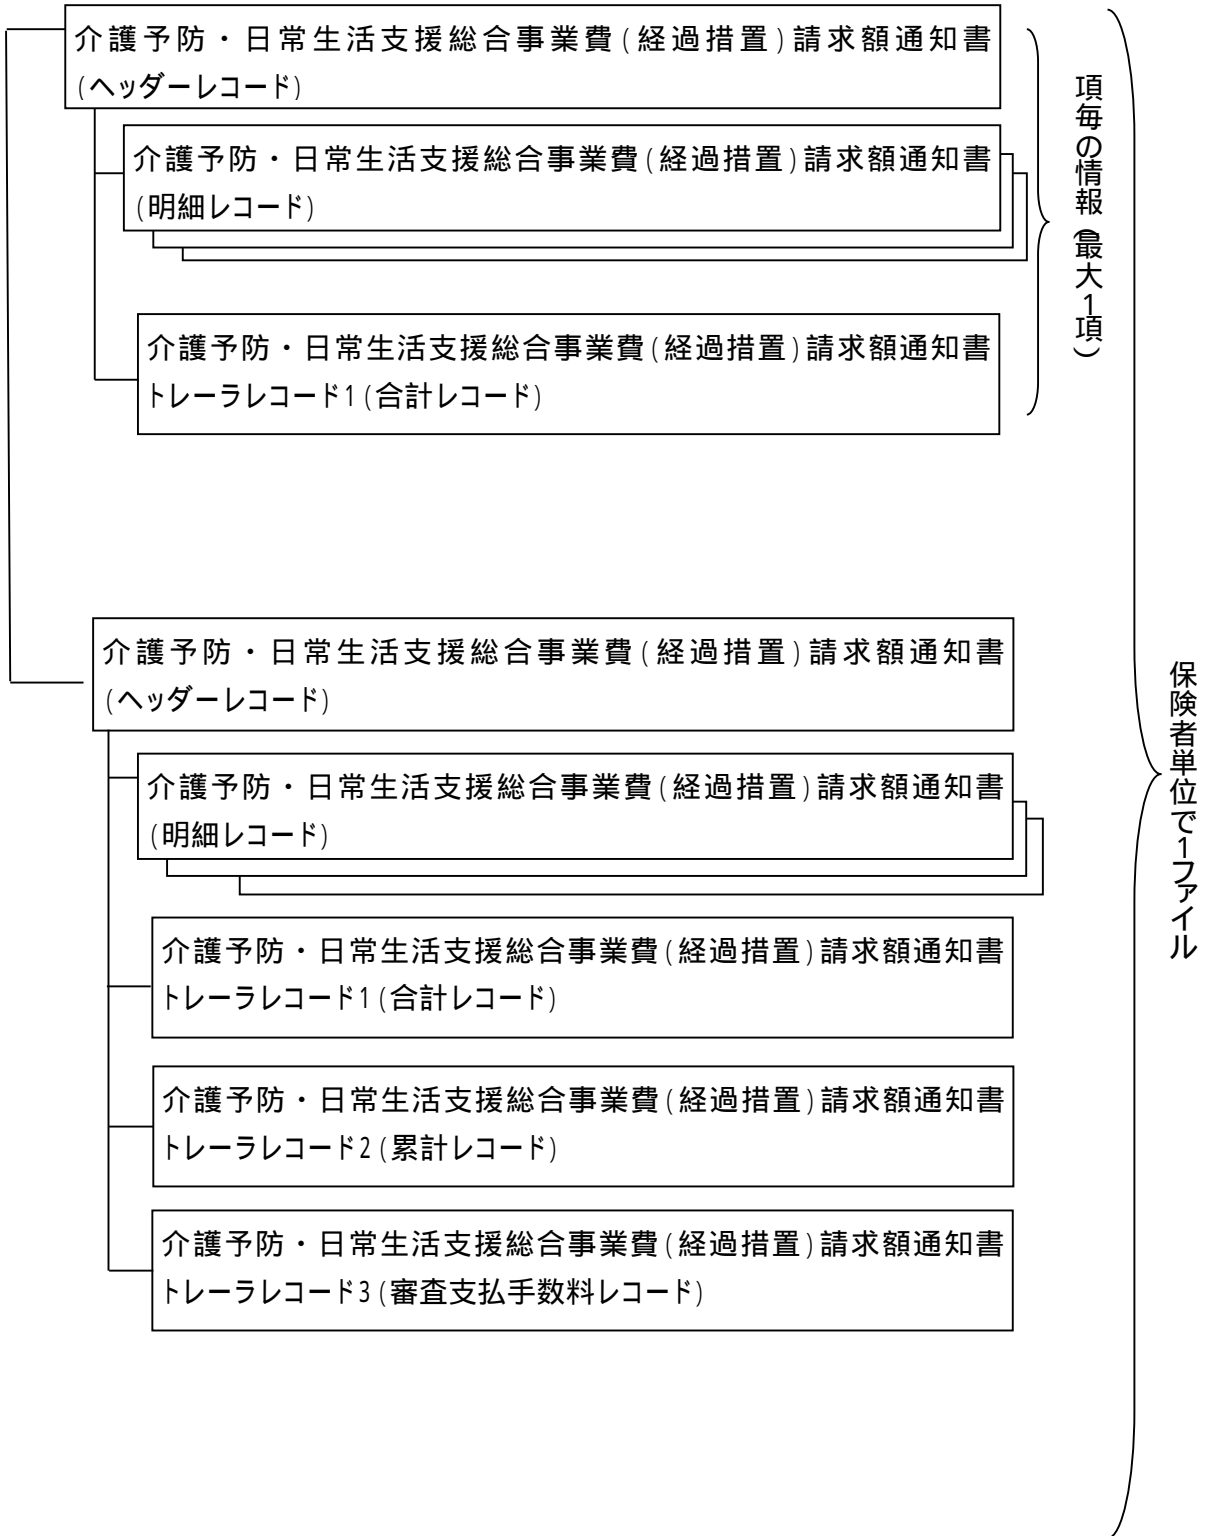 介護予防・日常生活支援総合事業費(経過措置)請求額通知書
(ヘッダーレコード)
介護予防・日常生活支援総合事業費(経過措置)請求額通知書
(明細レコード)
介護予防・日常生活支援総合事業費(経過措置)請求額通知書
トレーラレコード1(合計レコード)
項毎の情報(最大1項)
介護予防・日常生活支援総合事業費(経過措置)請求額通知書
(ヘッダーレコード)
介護予防・日常生活支援総合事業費(経過措置)請求額通知書
(明細レコード)
介護予防・日常生活支援総合事業費(経過措置)請求額通知書
トレーラレコード1(合計レコード)
介護予防・日常生活支援総合事業費(経過措置)請求額通知書
トレーラレコード2(累計レコード)
介護予防・日常生活支援総合事業費(経過措置)請求額通知書
トレーラレコード3(審査支払手数料レコード)
保険者単位で1ファイル